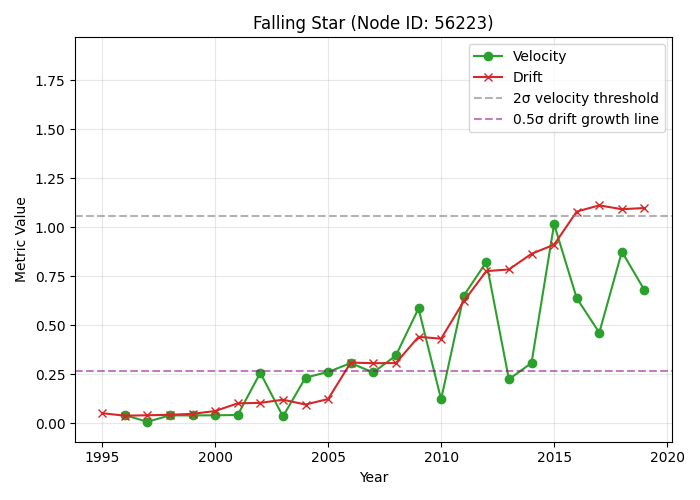 Falling Star (Node ID: 56223)
Velocity
Drift
2σ velocity threshold
0.5σ drift growth line
Metric Value
1.75
1.50
1.25
1.00
0.75
0.50
0.25
0.00
1995
2000
2005
2010
2015
2020
Year